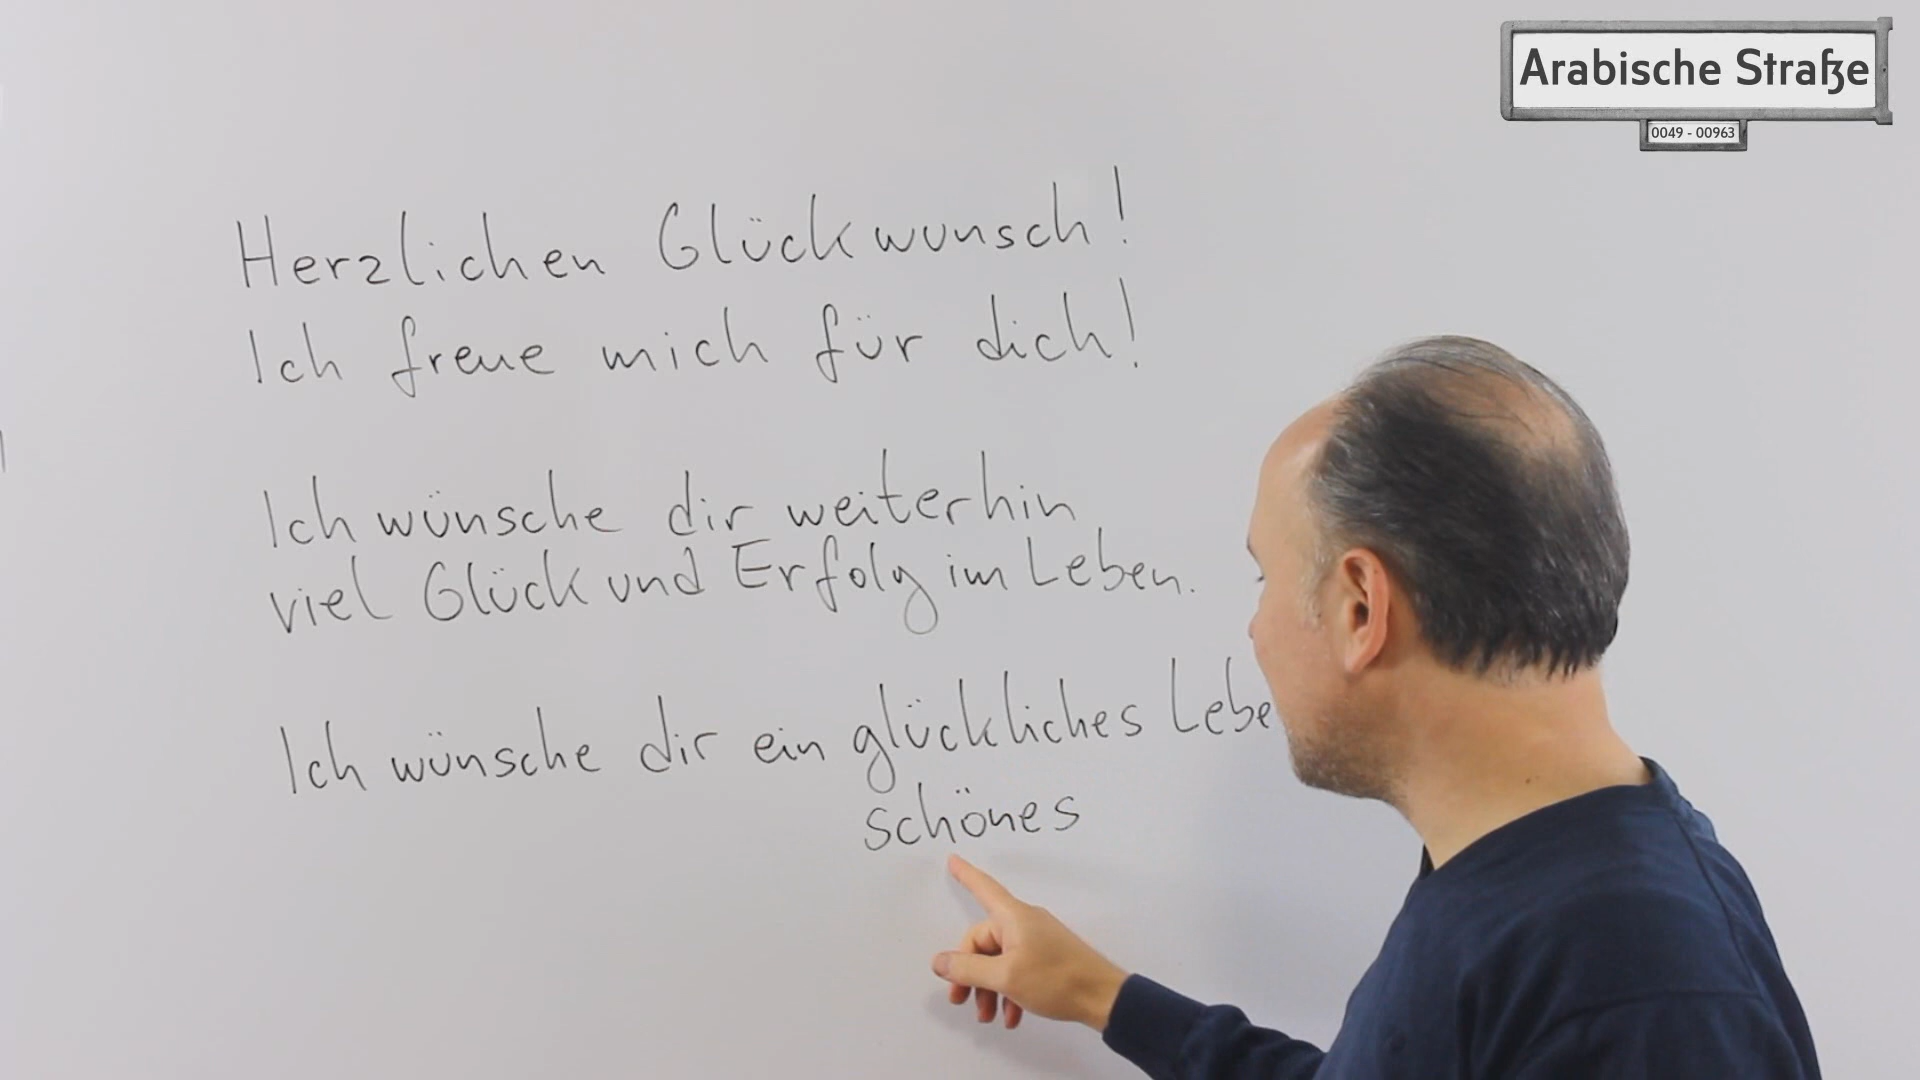 Arabische Straße
0049 - 00963
Herzlichen Glückwunsch!
Ich freue mich für dich!
Ich wünsche dir weiterhin
viel Glück und Erfolg im Leben.
Ich wünsche dir ein glückliches Lebe
schönes